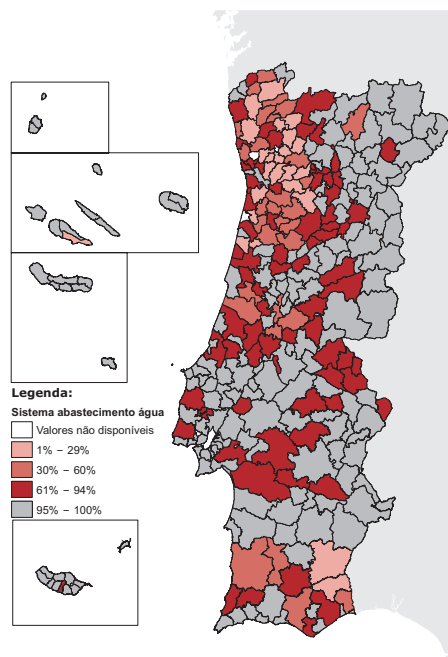 Legenda:
Sistema abastecimento água
Valores não disponíveis
1% – 29%
30% – 60%
61% – 94%
95% – 100%